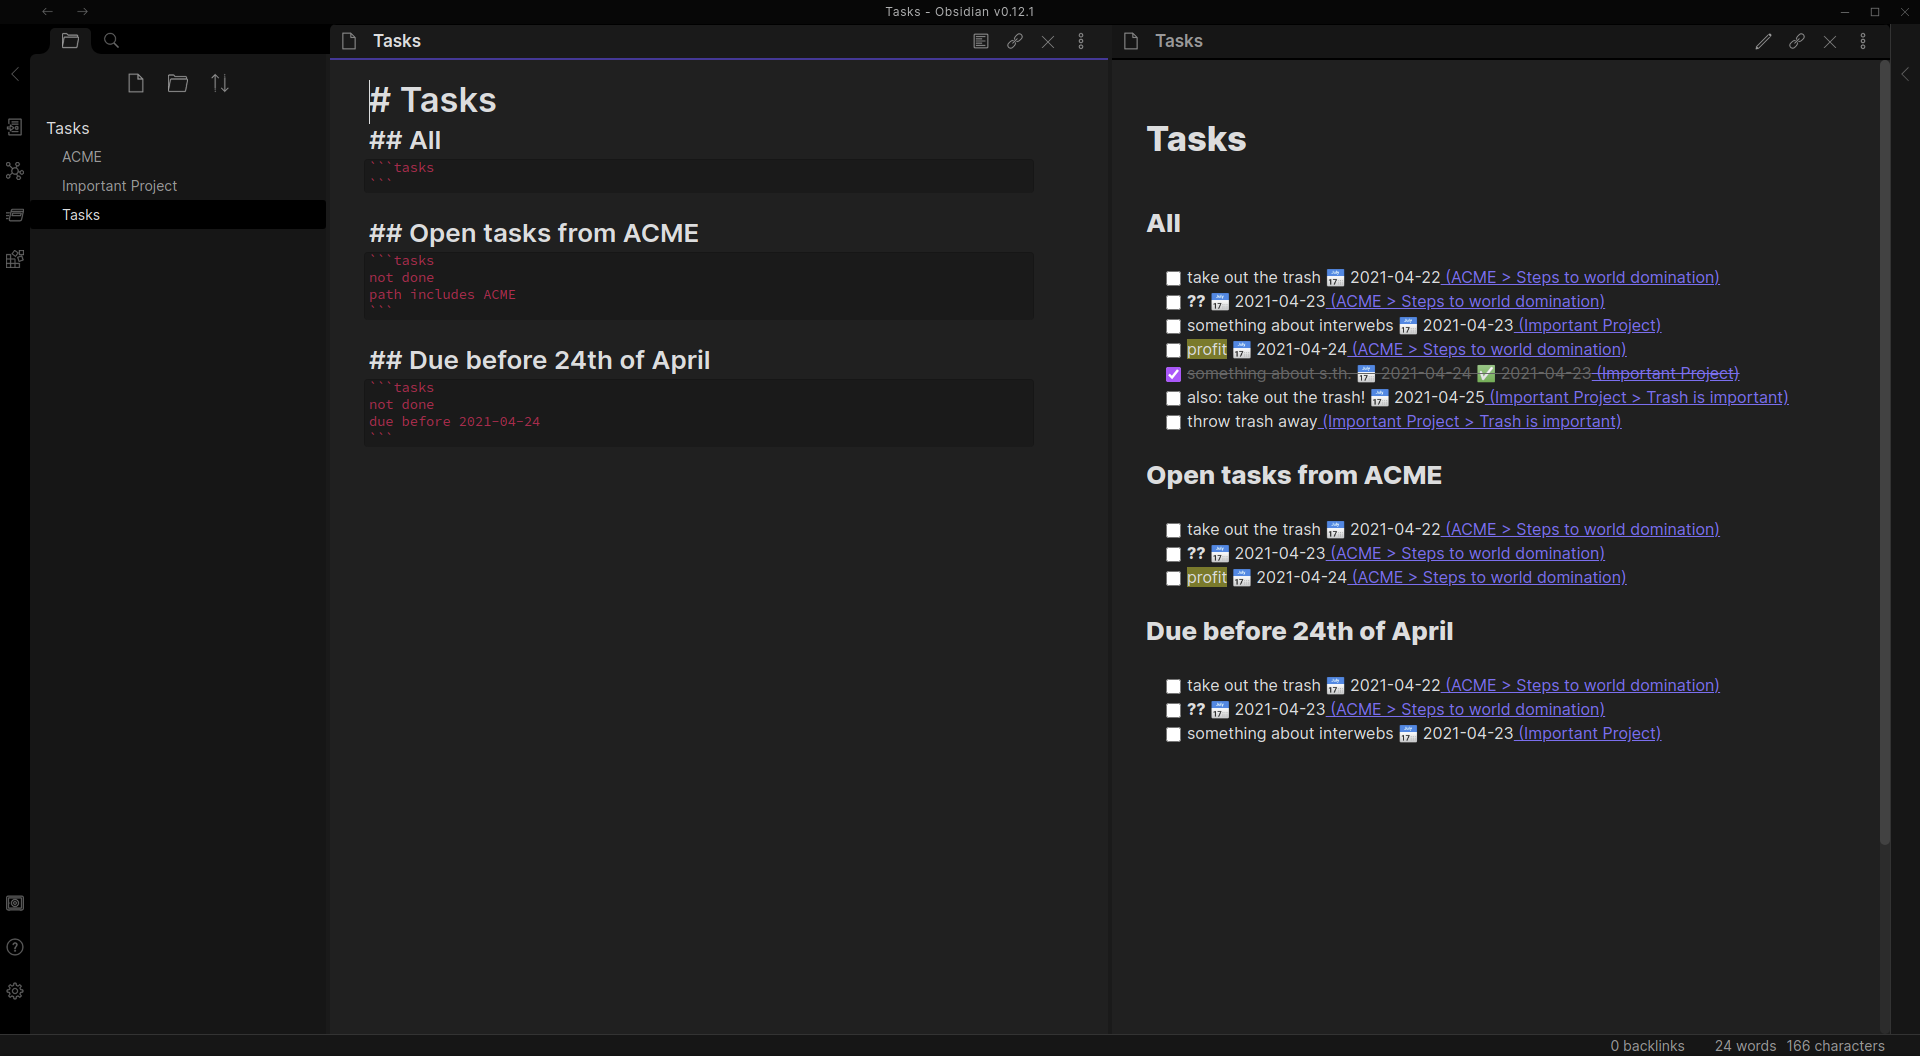 Tasks - Obsidian v0.12.1
Tasks
ACME
Important Project
Tasks
Tasks
# Tasks
## All
```tasks
```
## Open tasks from ACME
```tasks
not done
path includes ACME
```
## Due before 24th of April
```tasks
not done
due before 2021-04-24
```
Tasks
Tasks
All
take out the trash 📅 2021-04-22 (ACME > Steps to world domination)
?? 📅 2021-04-23 (ACME > Steps to world domination)
something about interwebs 📅 2021-04-23 (Important Project)
profit 📅 2021-04-24 (ACME > Steps to world domination)
something about s.th. 📅 2021-04-24 ✅ 2021-04-23 (Important Project)
also: take out the trash! 📅 2021-04-25 (Important Project > Trash is important)
throw trash away (Important Project > Trash is important)
Open tasks from ACME
take out the trash 📅 2021-04-22 (ACME > Steps to world domination)
?? 📅 2021-04-23 (ACME > Steps to world domination)
profit 📅 2021-04-24 (ACME > Steps to world domination)
Due before 24th of April
take out the trash 📅 2021-04-22 (ACME > Steps to world domination)
?? 📅 2021-04-23 (ACME > Steps to world domination)
something about interwebs 📅 2021-04-23 (Important Project)
0 backlinks 24 words 166 characters